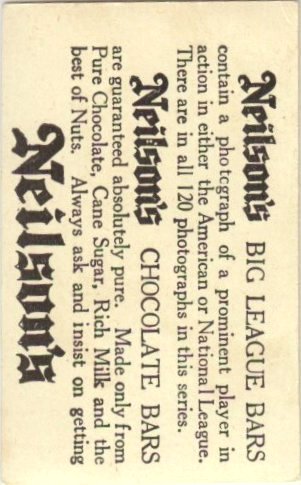 Neilson's BIG LEAGUE BARS
contain a photograph of a prominent player in
action in either the American or National League.
There are in all 120 photographs in this series.
Neilson's CHOCOLATE BARS
are guaranteed absolutely pure. Made only from
Pure Chocolate, Cane Sugar, Rich Milk and the
best of Nuts. Always ask and insist on getting
Neilson's